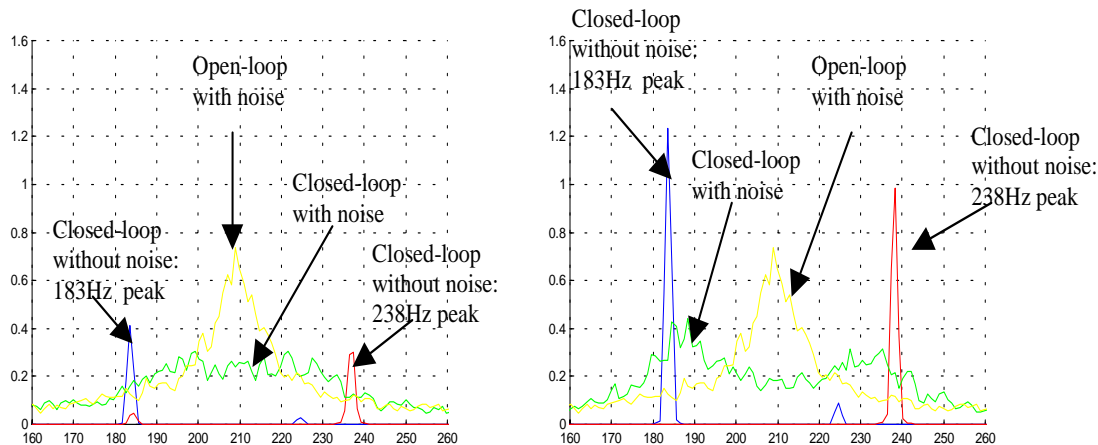 1.6
1.4
1.2
1
0.8
0.6
0.4
0.2
0
160 170 180 190 200 210 220 230 240 250 260
Open-loop
with noise
Closed-loop
with noise
Closed-loop
without noise:
183Hz peak
Closed-loop
without noise:
238Hz peak
Closed-loop
without noise:
183Hz peak
Open-loop
with noise
Closed-loop
with noise
Closed-loop
without noise:
238Hz peak
1.6
1.4
1.2
1
0.8
0.6
0.4
0.2
0
160 170 180 190 200 210 220 230 240 250 260